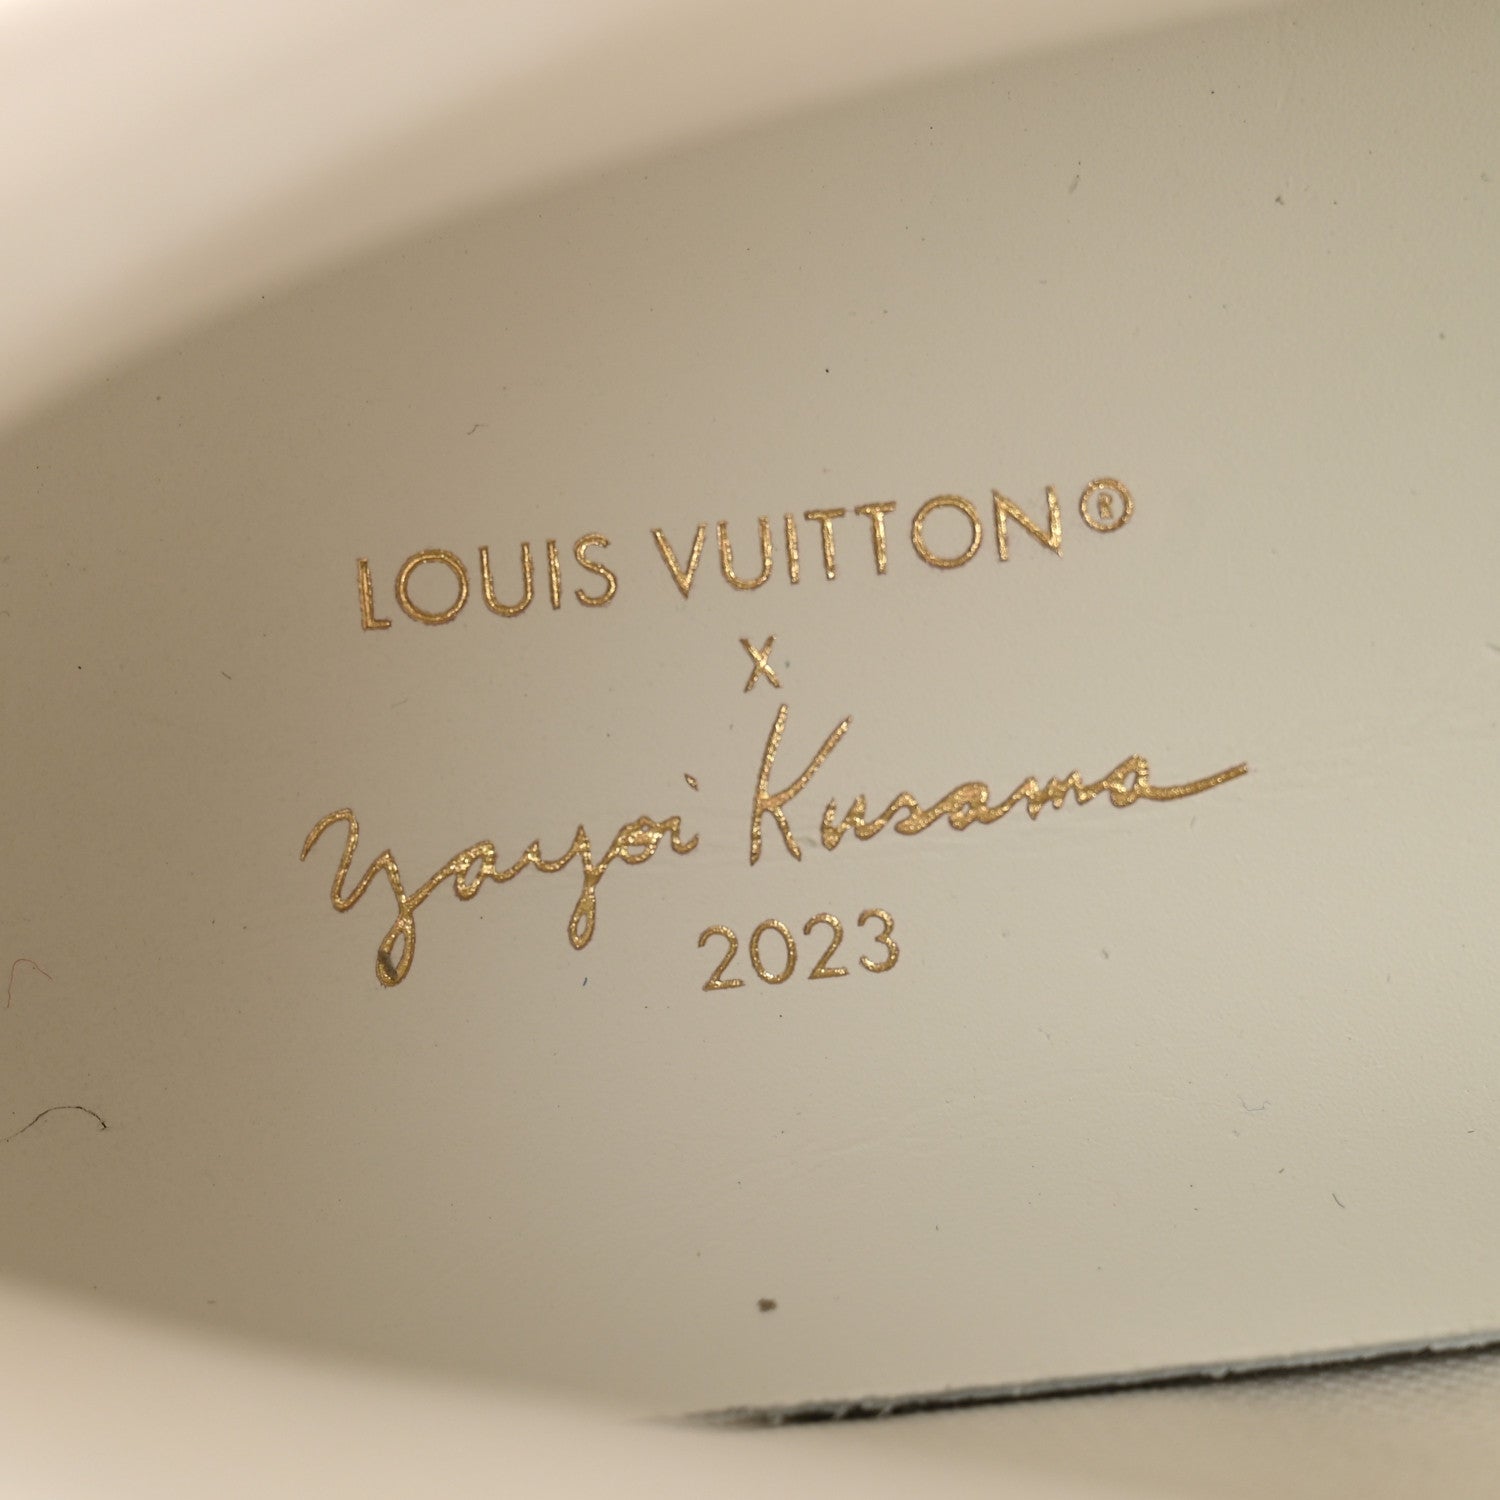 LOUIS VUITTON®
X
Yayoi Kusama
2023